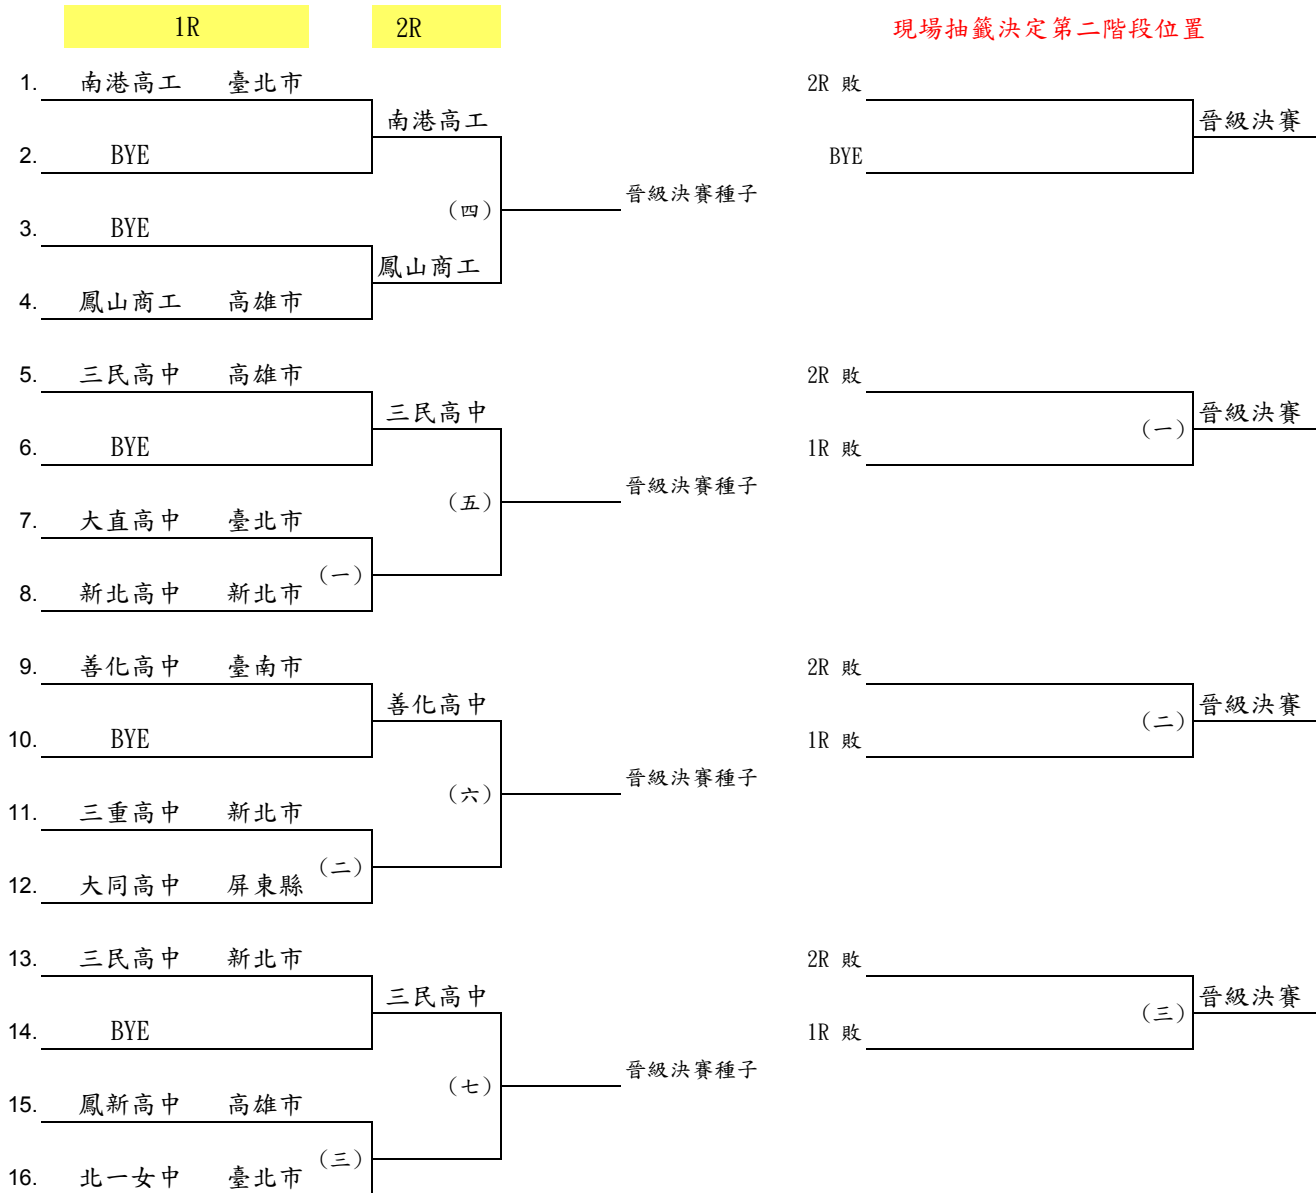 1R 2R 現場抽籤決定第二階段位置
1. 南港高工 臺北市 2R 敗
南港高工 晉級決賽
2. BYE BYE
晉級決賽種子
(四)
3. BYE
鳳山商工
4. 鳳山商工 高雄市
5. 三民高中 高雄市 2R 敗
三民高中 (一) 晉級決賽
6. BYE 1R 敗
晉級決賽種子
(五)
7. 大直高中 臺北市
(一)
8. 新北高中 新北市
9. 善化高中 臺南市 2R 敗
善化高中 (二) 晉級決賽
10. BYE 1R 敗
晉級決賽種子
(六)
11. 三重高中 新北市
(二)
12. 大同高中 屏東縣
13. 三民高中 新北市 2R 敗
三民高中 (三) 晉級決賽
14. BYE 1R 敗
晉級決賽種子
(七)
15. 鳳新高中 高雄市
(三)
16. 北一女中 臺北市